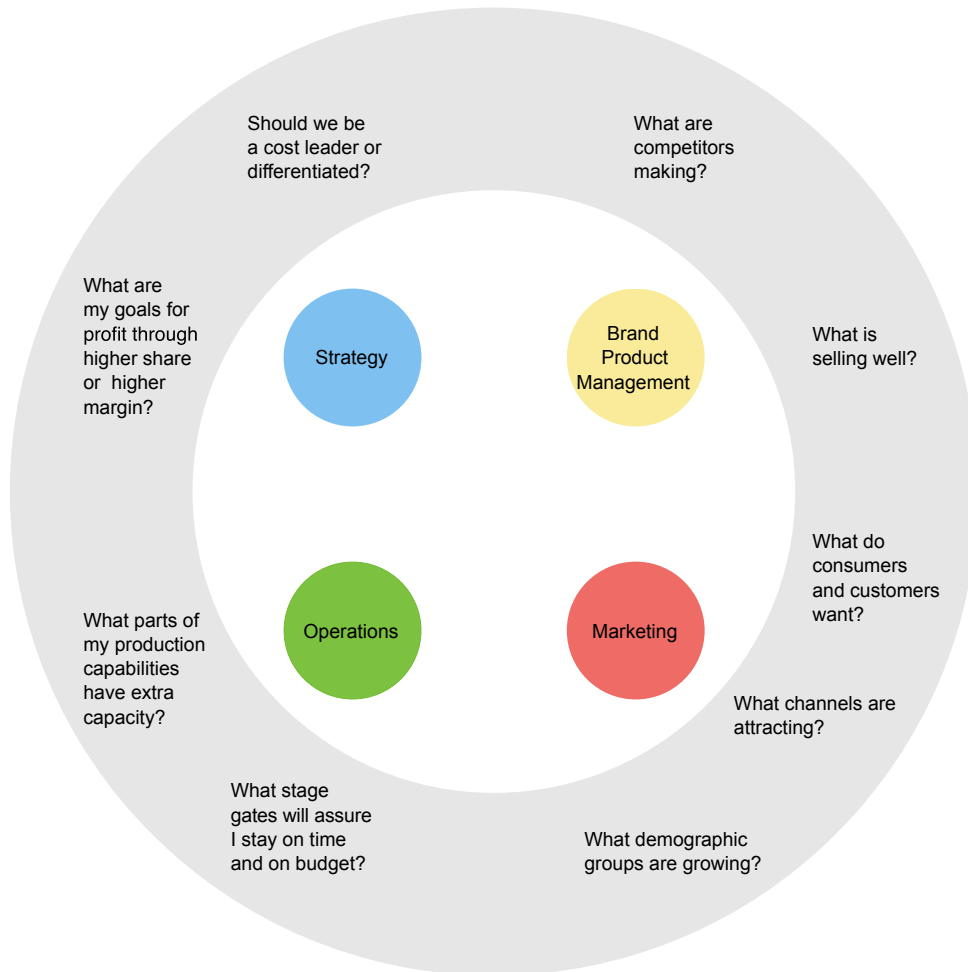 Should we be
a cost leader or
differentiated?
What are
competitors
making?
What are
my goals for
profit through
higher share
or higher
margin?
Strategy
Brand
Product
Management
What is
selling well?
What do
consumers
and customers
want?
What parts of
my production
capabilities
have extra
capacity?
Operations
Marketing
What channels are
attracting?
What stage
gates will assure
I stay on time
and on budget?
What demographic
groups are growing?